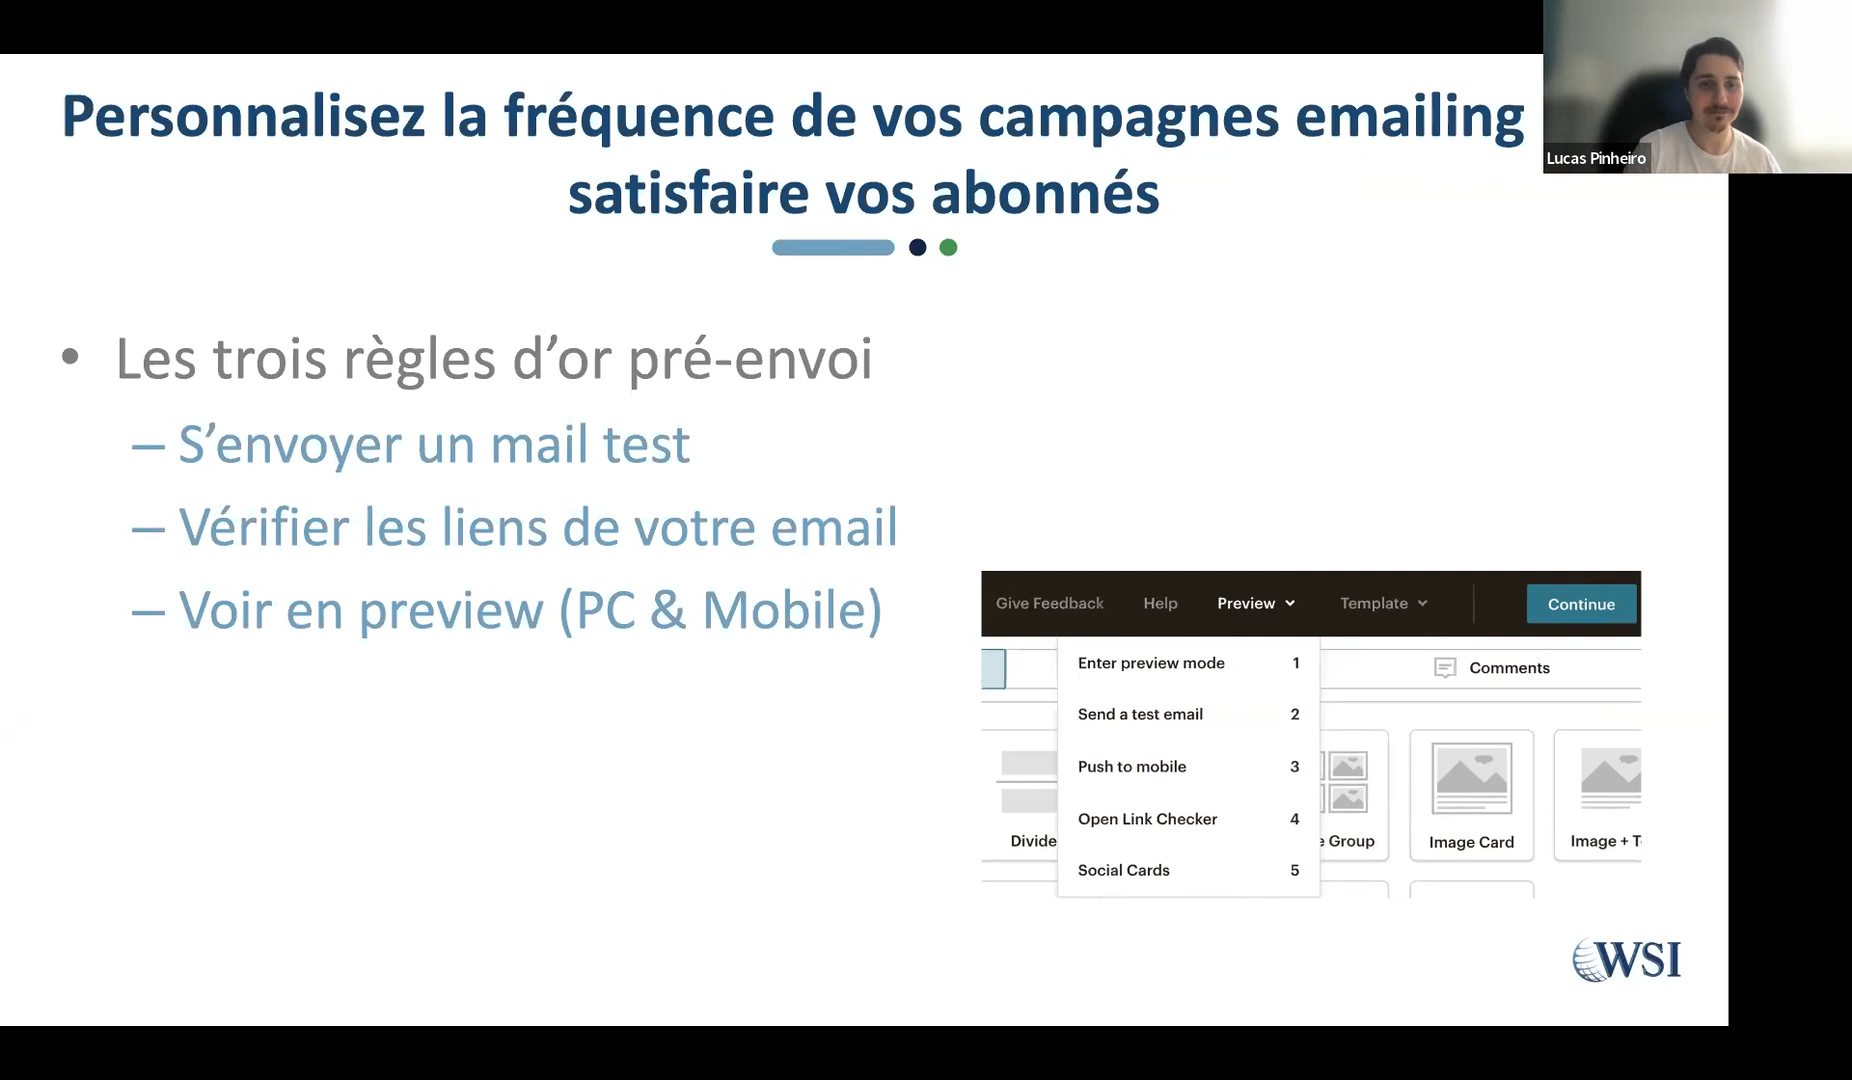 Personnalisez la fréquence de vos campagnes emailing
satisfaire vos abonnés
Lucas Pinheiro
• Les trois règles d’or pré-envoi
– S’envoyer un mail test
– Vérifier les liens de votre email
– Voir en preview (PC & Mobile)
Give Feedback Help Preview Template Continue
Enter preview mode 1
Comments
Send a test email 2
Push to mobile 3
Open Link Checker 4
Divide e Group Image Card Image + T
Social Cards 5
WSI